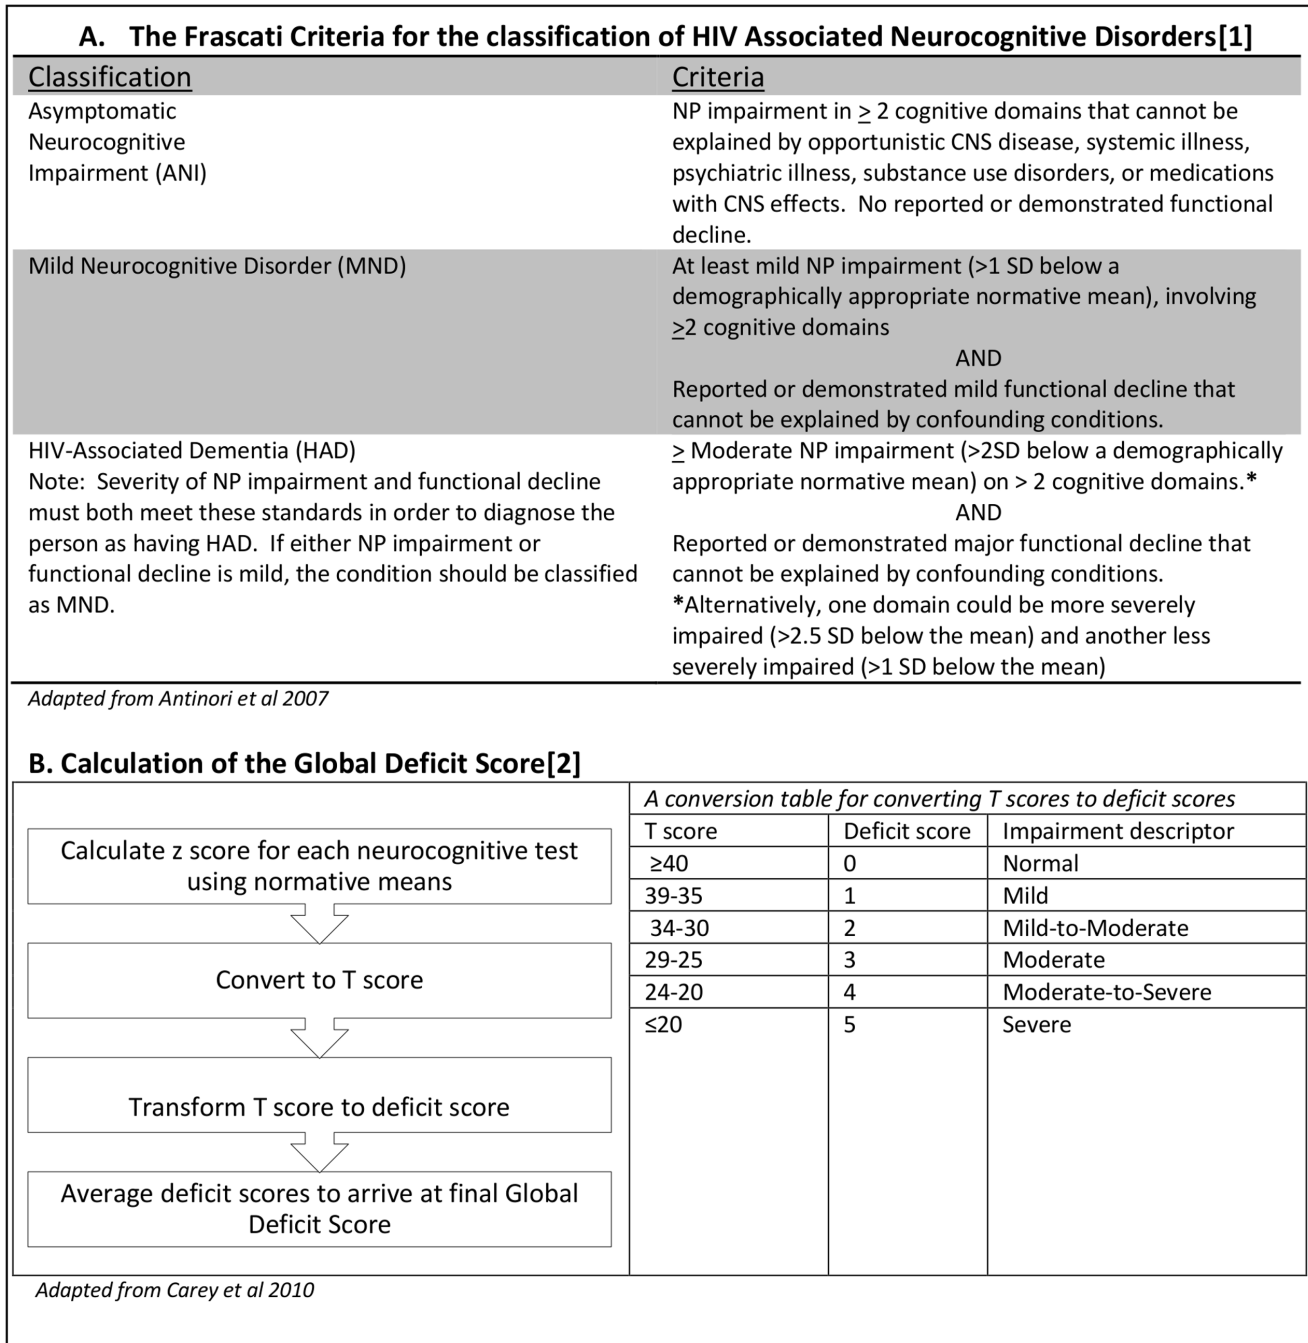 A. The Frascati Criteria for the classification of HIV Associated Neurocognitive Disorders[1]
Classification
Criteria
Asymptomatic
Neurocognitive
Impairment (ANI)
NP impairment in ≥ 2 cognitive domains that cannot be
explained by opportunistic CNS disease, systemic illness,
psychiatric illness, substance use disorders, or medications
with CNS effects.  No reported or demonstrated functional
decline.
Mild Neurocognitive Disorder (MND)
At least mild NP impairment (>1 SD below a
demographically appropriate normative mean), involving
≥2 cognitive domains
AND
Reported or demonstrated mild functional decline that
cannot be explained by confounding conditions.
HIV-Associated Dementia (HAD)
Note:  Severity of NP impairment and functional decline
must both meet these standards in order to diagnose the
person as having HAD.  If either NP impairment or
functional decline is mild, the condition should be classified
as MND.
≥ Moderate NP impairment (>2SD below a demographically
appropriate normative mean) on > 2 cognitive domains.*
AND
Reported or demonstrated major functional decline that
cannot be explained by confounding conditions.
*Alternatively, one domain could be more severely
impaired (>2.5 SD below the mean) and another less
severely impaired (>1 SD below the mean)
Adapted from Antinori et al 2007
B. Calculation of the Global Deficit Score[2]
Calculate z score for each neurocognitive test
using normative means
Convert to T score
Transform T score to deficit score
Average deficit scores to arrive at final Global
Deficit Score
A conversion table for converting T scores to deficit scores
T score Deficit score Impairment descriptor
≥40 0 Normal
39-35 1 Mild
34-30 2 Mild-to-Moderate
29-25 3 Moderate
24-20 4 Moderate-to-Severe
≤20 5 Severe
Adapted from Carey et al 2010